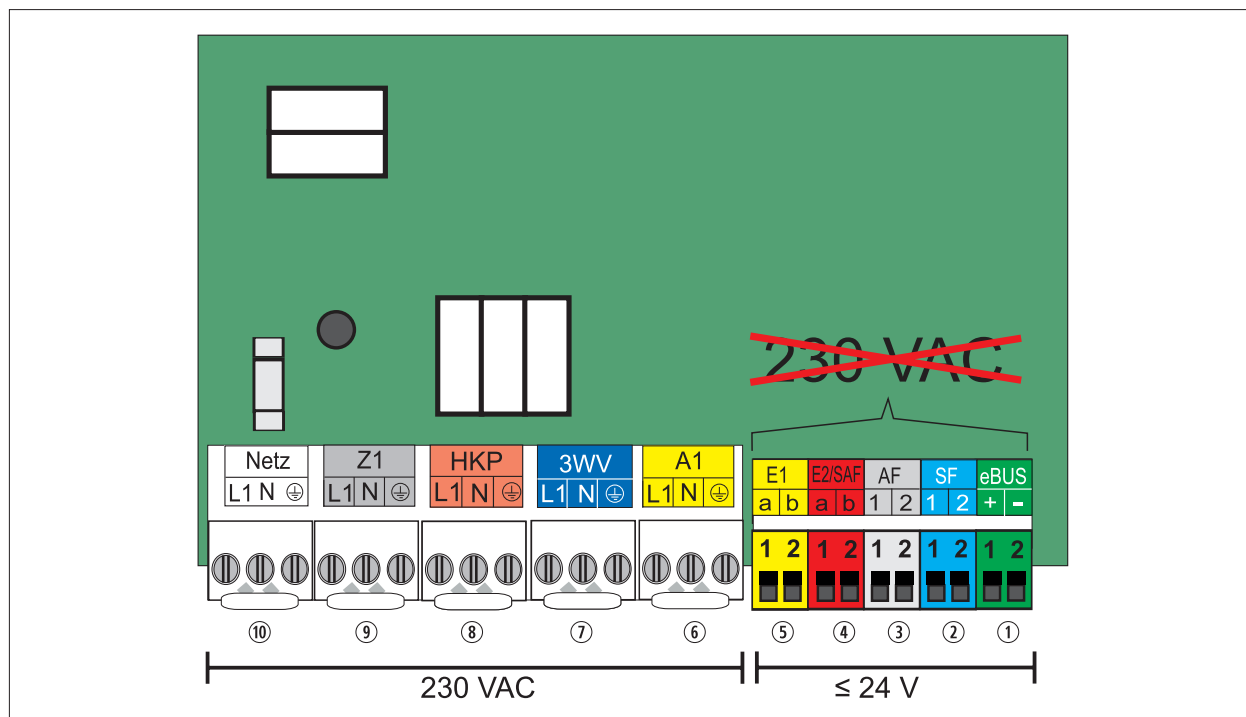 230 VAC
Netz Z1 HKP 3WV A1 E1 E2/SAF AF SF eBUS
L1 N ⏚ L1 N ⏚ L1 N ⏚ L1 N ⏚ L1 N ⏚ a b a b 1 2 1 2 + -
1 2 1 2 1 2 1 2 1 2
⑩ ⑨ ⑧ ⑦ ⑥ ⑤ ④ ③ ② ①
230 VAC ≤ 24 V